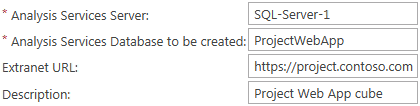 * Analysis Services Server: SQL-Server-1
* Analysis Services Database to be created: ProjectWebApp
Extranet URL: https://project.contoso.com
Description: Project Web App cube